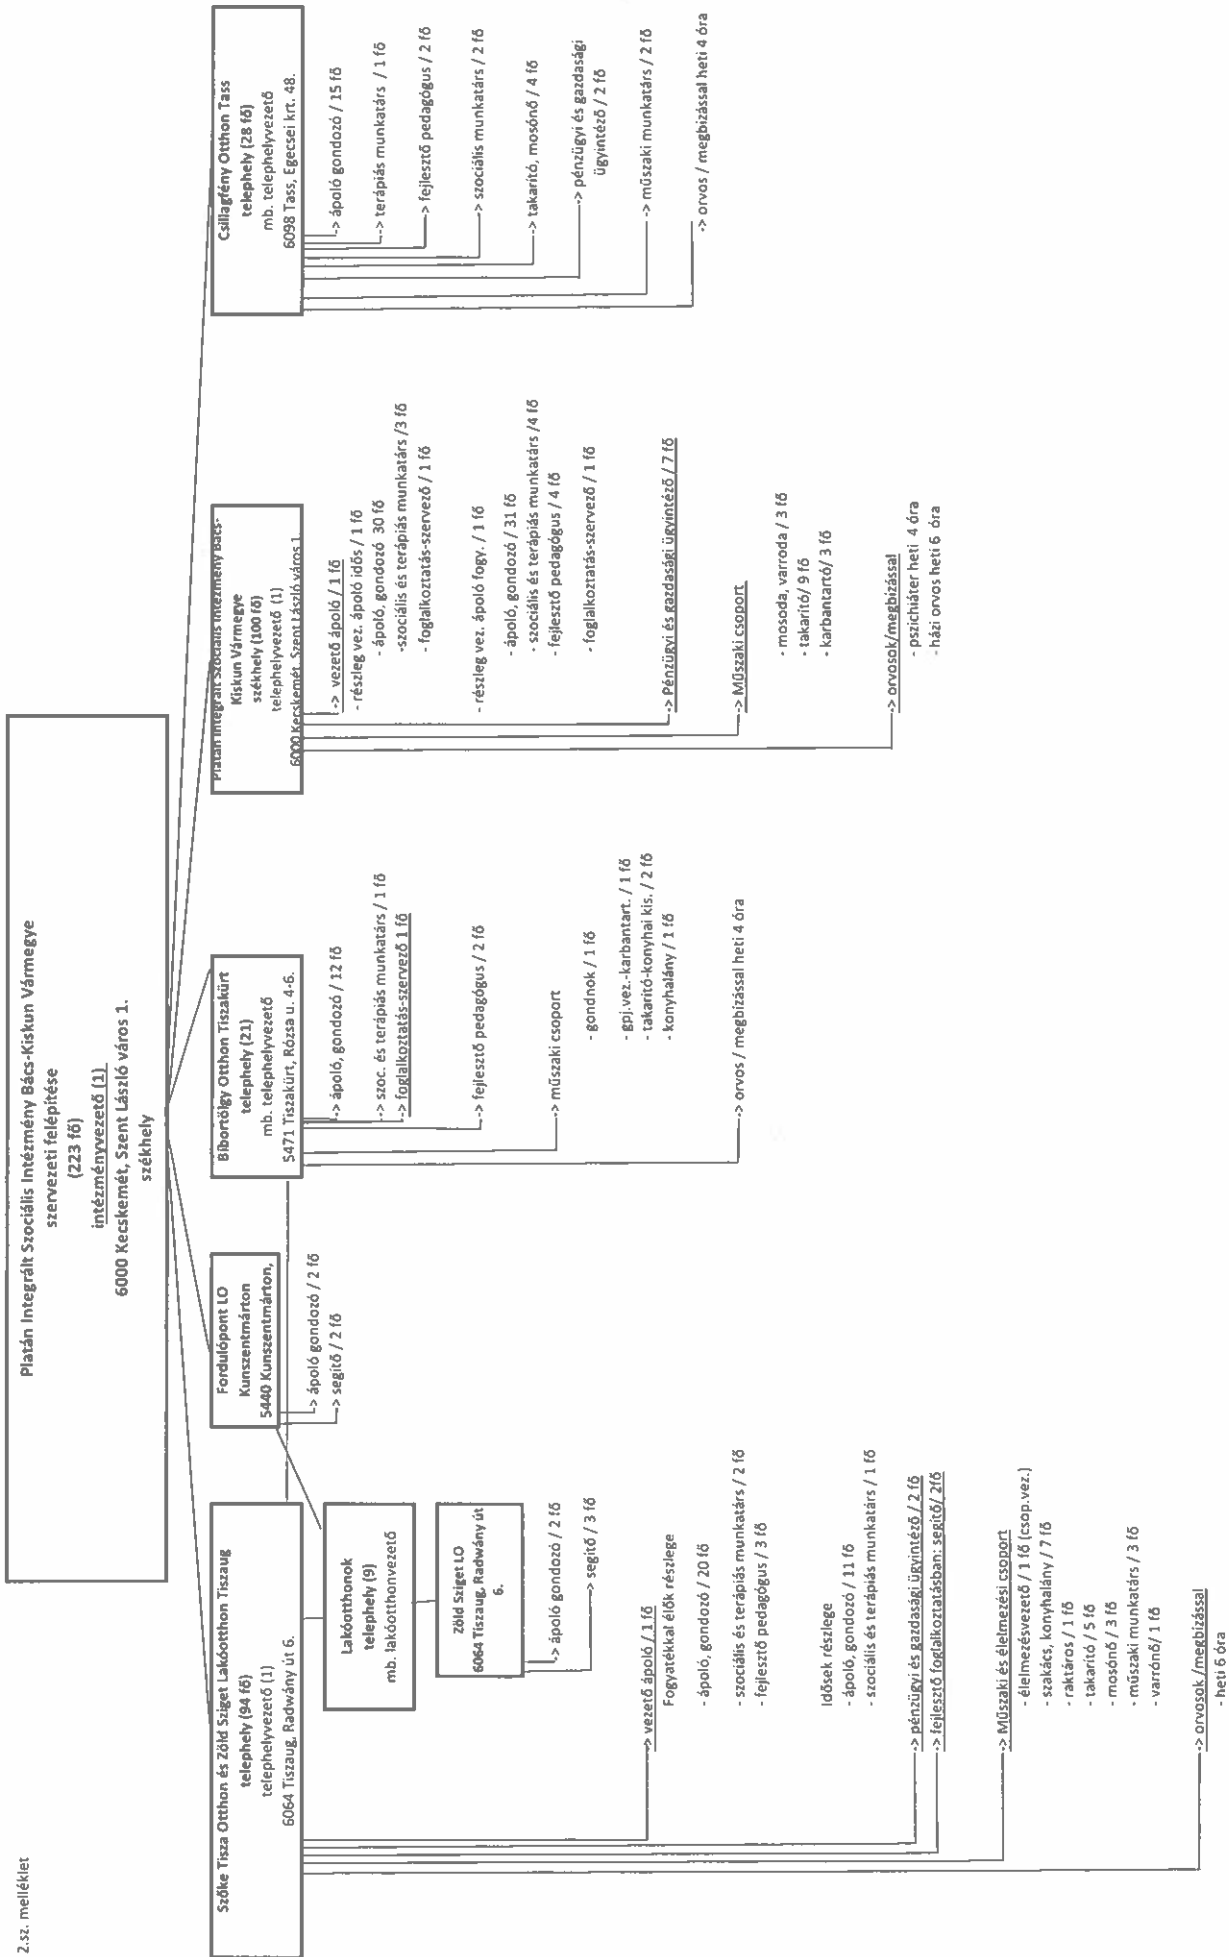 2.sz. melléklet
Platán Integrált Szociális Intézmény Bács-Kiskun Vármegye
szervezeti felépítése
(223 fő)
intézményvezető (1)
6000 Kecskemét, Szent László város 1.
székhely
Szőke Tisza Otthon és Zöld Sziget Lakóotthon Tiszaug
telephely (94 fő)
telephelyvezető (1)
6064 Tiszaug, Radwány út 6.
Lakóotthonok
telephely (9)
mb. lakóotthonvezető
Zöld Sziget LO
6064 Tiszaug, Radwány út
6.
-> ápoló gondozó / 2 fő
-> segítő / 3 fő
-> vezető ápoló / 1 fő
Fogyatékkal élők részlege
- ápoló, gondozó / 20 fő
- szociális és terápiás munkatárs / 2 fő
- fejlesztő pedagógus / 3 fő
Idősek részlege
- ápoló, gondozó / 11 fő
- szociális és terápiás munkatárs / 1 fő
-> pénzügyi és gazdasági ügyintéző / 2 fő
-> fejlesztő foglalkoztatásban: segítő/ 2fő
-> Műszaki és élelmezési csoport
- élelmezésvezető / 1 fő (csop.vez.)
- szakács, konyhalány / 7 fő
- raktáros / 1 fő
- takarító / 5 fő
- mosónő / 3 fő
- műszaki munkatárs / 3 fő
- varrónő/ 1 fő
-> orvosok /megbízással
- heti 6 óra
Fordulópont LO
Kunszentmárton
5440 Kunszentmárton,
-> ápoló gondozó / 2 fő
-> segítő / 2 fő
Bíbortölgy Otthon Tiszakürt
telephely (21)
mb. telephelyvezető
5471 Tiszakürt, Rózsa u. 4-6.
-> ápoló, gondozó / 12 fő
-> szoc. és terápiás munkatárs / 1 fő
-> foglalkoztatás-szervező 1 fő
-> fejlesztő pedagógus / 2 fő
-> műszaki csoport
- gondnok / 1 fő
- gpj.vez.-karbantart. / 1 fő
- takarító-konyhai kis. / 2 fő
- konyhalány / 1 fő
-> orvos / megbízással heti 4 óra
Platán Integrált Szociális Intézmény Bács-
Kiskun Vármegye
székhely (100 fő)
telephelyvezető (1)
6000 Kecskemét, Szent László város 1.
-> vezető ápoló / 1 fő
- részleg vez. ápoló idős / 1 fő
- ápoló, gondozó 30 fő
-szociális és terápiás munkatárs /3 fő
- foglalkoztatás-szervező / 1 fő
- részleg vez. ápoló fogy. / 1 fő
- ápoló, gondozó / 31 fő
- szociális és terápiás munkatárs /4 fő
- fejlesztő pedagógus / 4 fő
- foglalkoztatás-szervező / 1 fő
-> Pénzügyi és gazdasági ügyintéző / 7 fő
-> Műszaki csoport
- mosoda, varroda / 3 fő
- takarító/ 9 fő
- karbantartó/ 3 fő
-> orvosok/megbízással
- pszichiáter heti 4 óra
- házi orvos heti 6 óra
Csillagfény Otthon Tass
telephely (28 fő)
mb. telephelyvezető
6098 Tass, Egecsei krt. 48.
-> ápoló gondozó / 15 fő
-> terápiás munkatárs / 1 fő
-> fejlesztő pedagógus / 2 fő
-> szociális munkatárs / 2 fő
-> takarító, mosónő / 4 fő
-> pénzügyi és gazdasági
ügyintéző / 2 fő
-> műszaki munkatárs / 2 fő
-> orvos / megbízással heti 4 óra